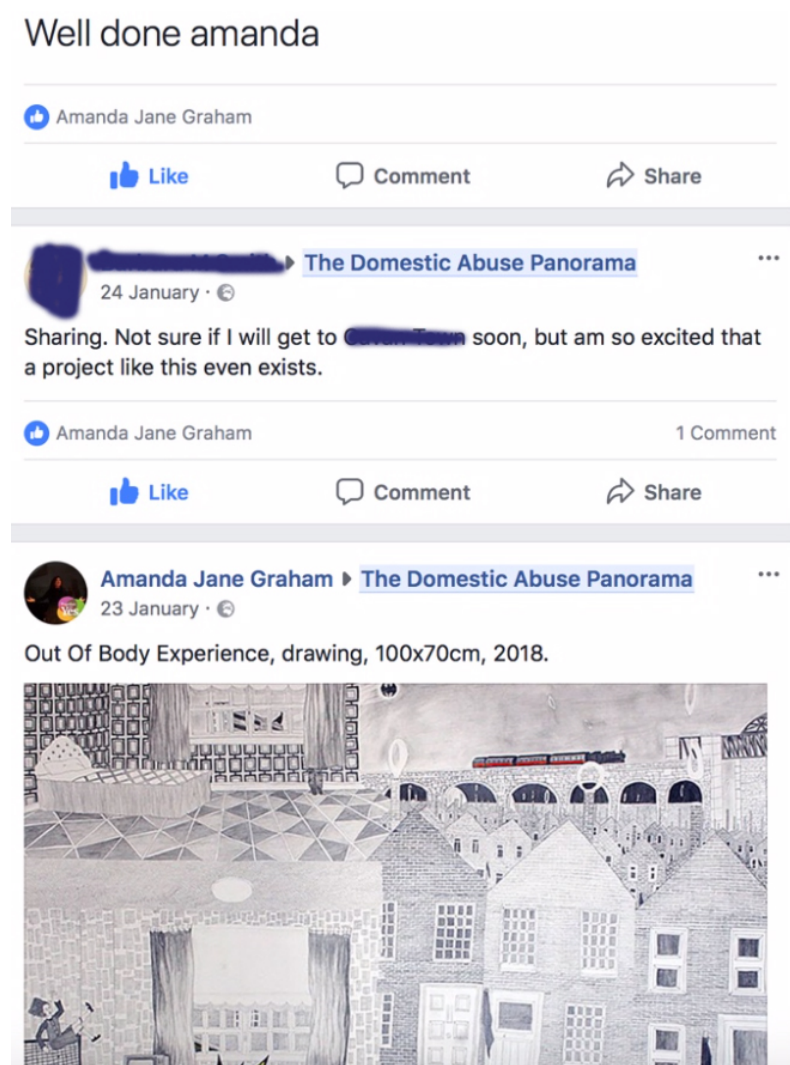 Well done amanda
Amanda Jane Graham
Like
Comment
Share
The Domestic Abuse Panorama
24 January ·
Sharing. Not sure if I will get to soon, but am so excited that
a project like this even exists.
Amanda Jane Graham
1 Comment
Like
Comment
Share
Amanda Jane Graham The Domestic Abuse Panorama
23 January ·
Out Of Body Experience, drawing, 100x70cm, 2018.